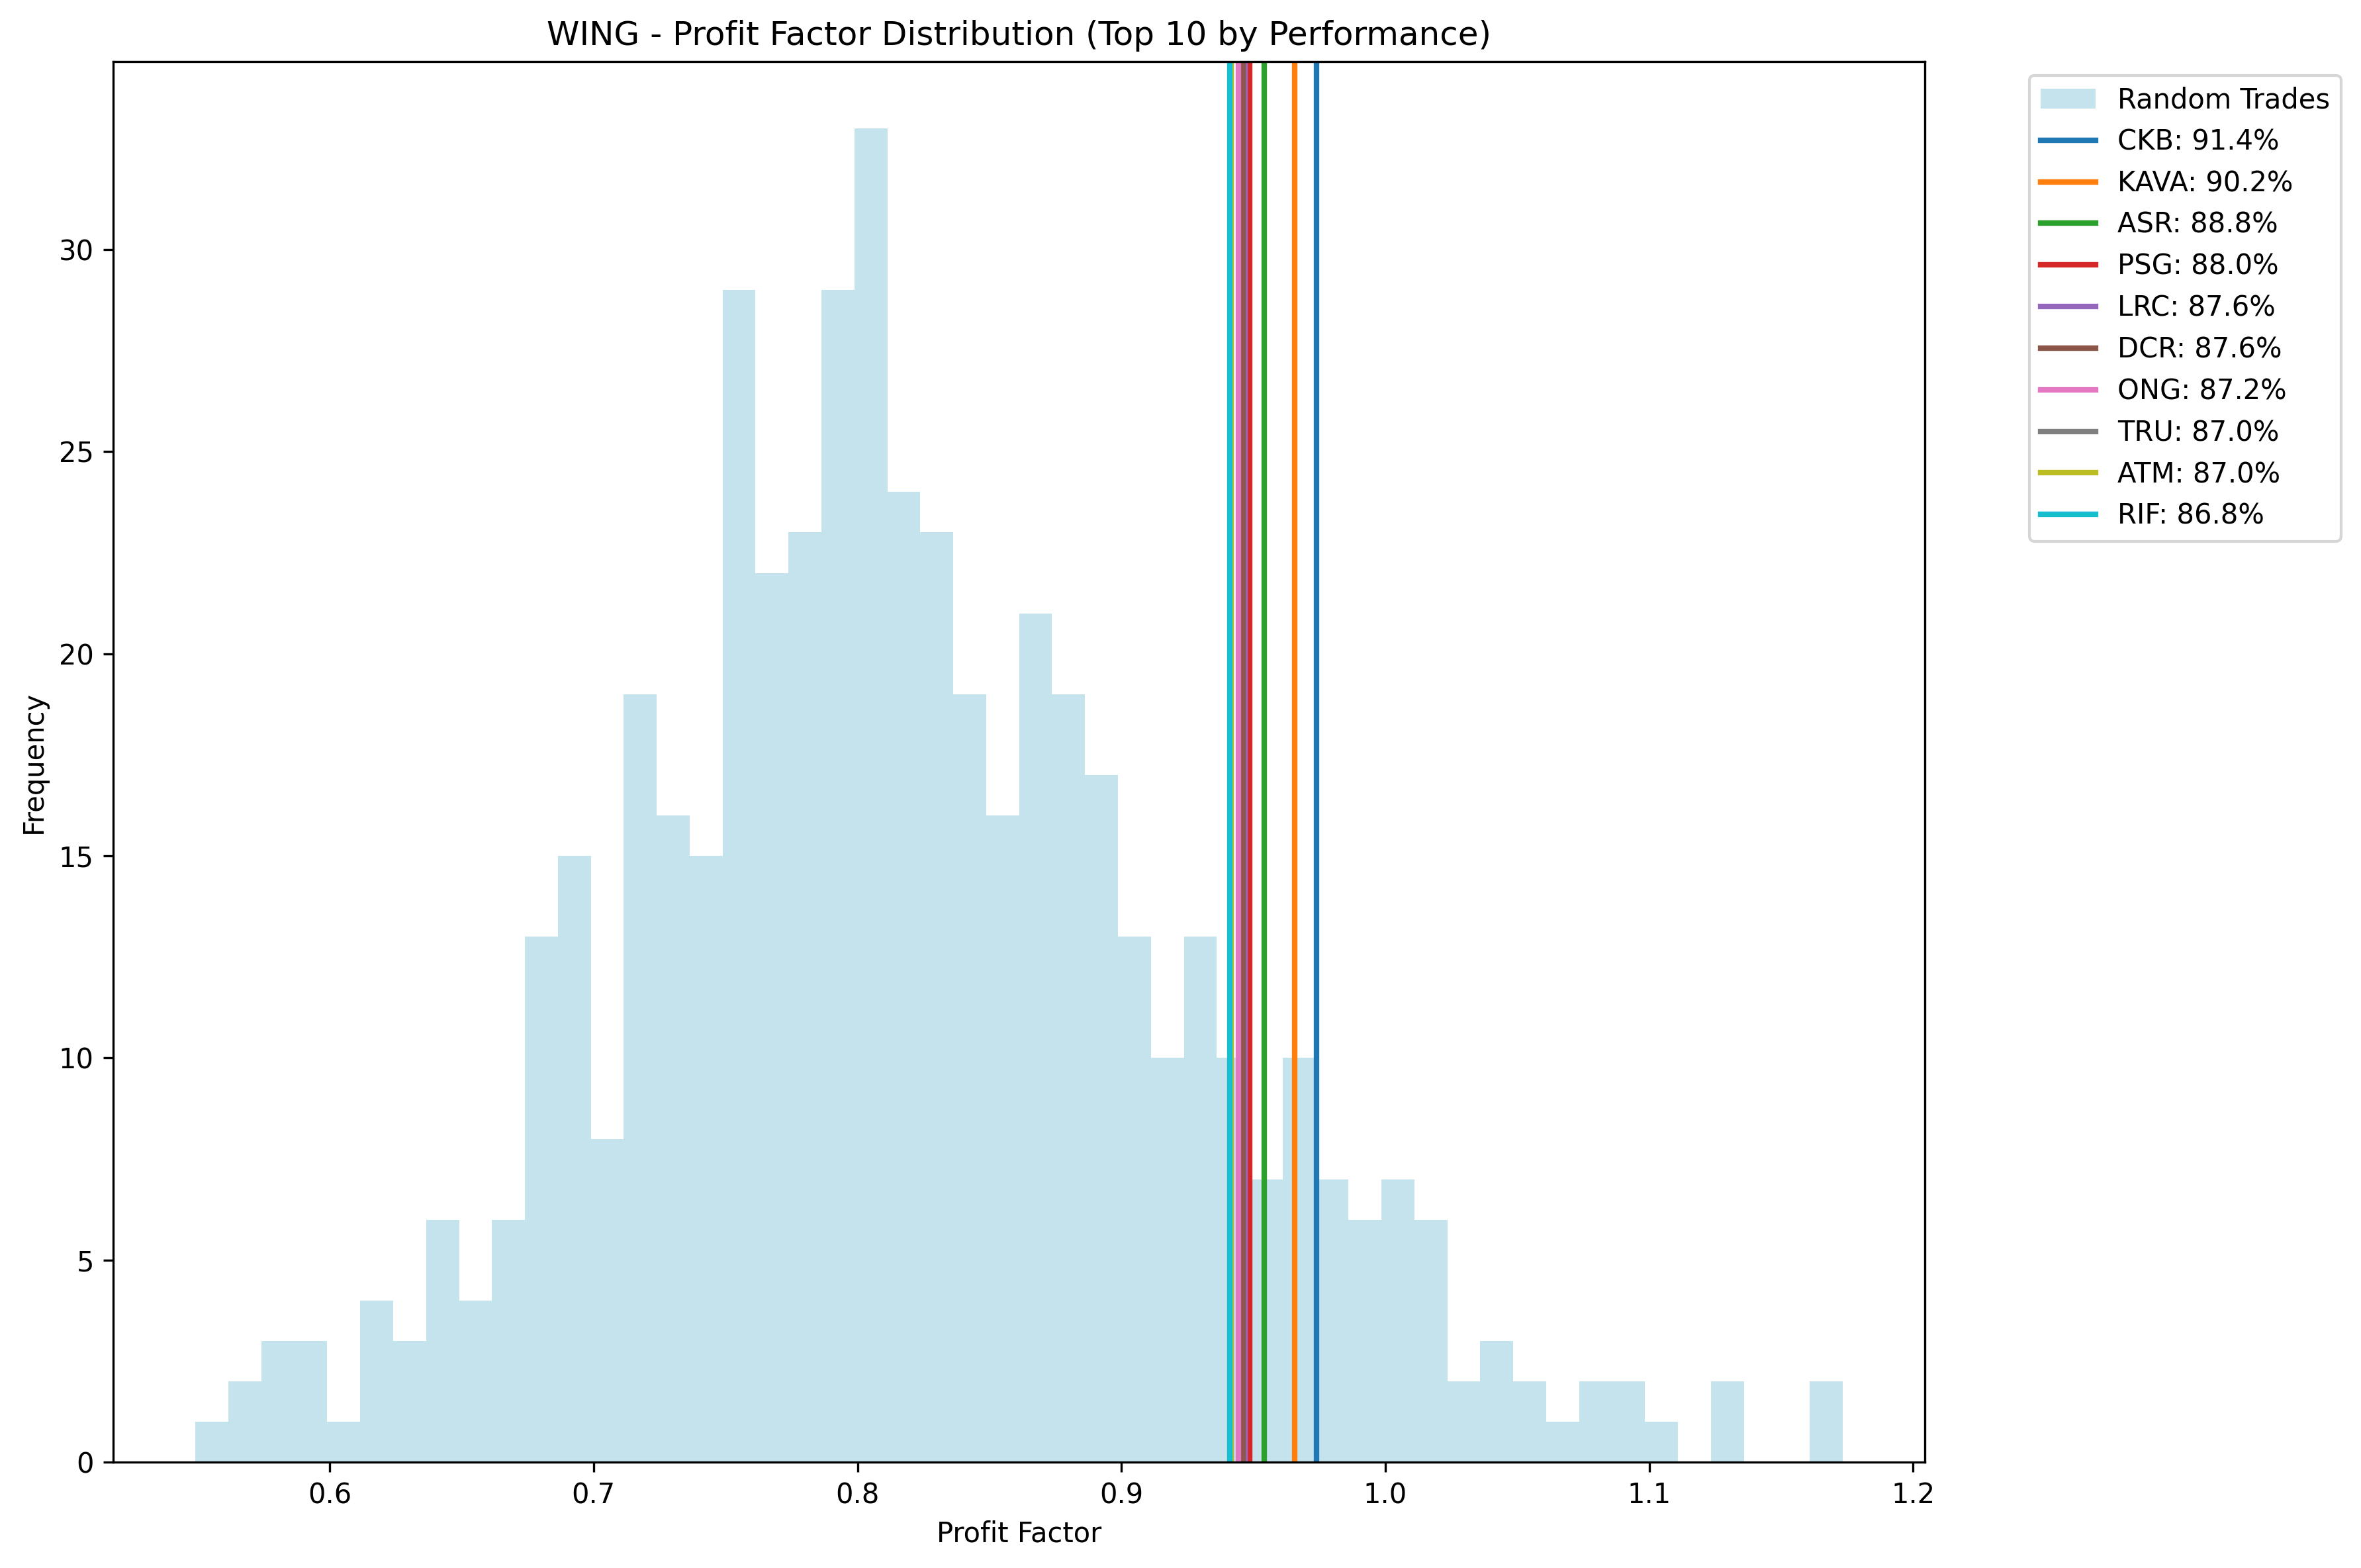 WING - Profit Factor Distribution (Top 10 by Performance)
Random Trades
CKB: 91.4%
KAVA: 90.2%
ASR: 88.8%
PSG: 88.0%
LRC: 87.6%
DCR: 87.6%
ONG: 87.2%
TRU: 87.0%
ATM: 87.0%
RIF: 86.8%
Frequency
30
25
20
15
10
5
0
0.6 0.7 0.8 0.9 1.0 1.1 1.2
Profit Factor